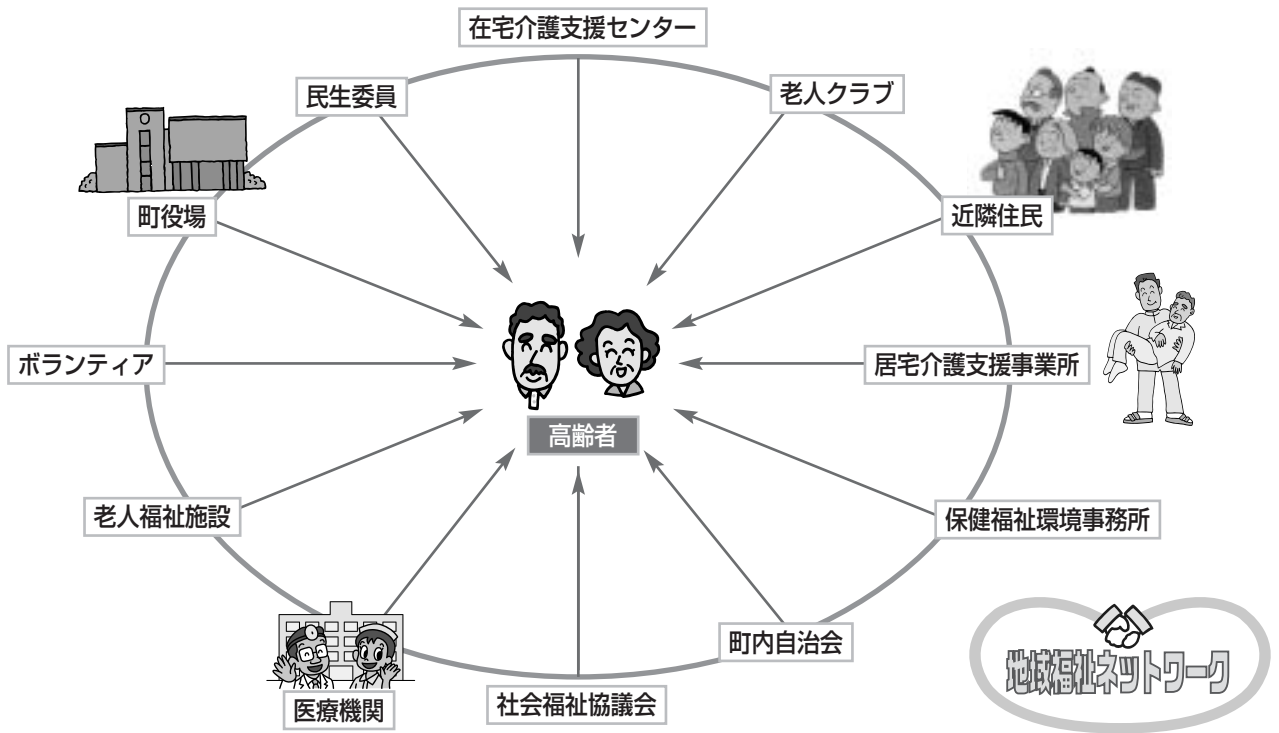 在宅介護支援センター
民生委員
老人クラブ
町役場
近隣住民
ボランティア
居宅介護支援事業所
高齢者
老人福祉施設
保健福祉環境事務所
町内自治会
医療機関
社会福祉協議会
地域福祉ネットワーク